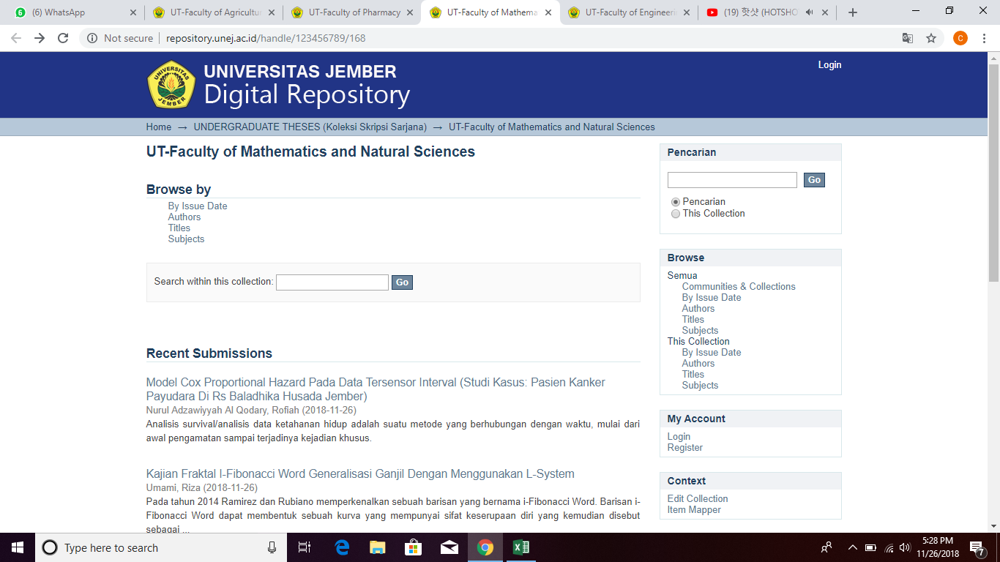 (6) WhatsApp
UT-Faculty of Agricultur
UT-Faculty of Pharmacy
UT-Faculty of Mathema
UT-Faculty of Engineeri
(19) 핫샷 (HOTSHO
Not secure
repository.unej.ac.id/handle/123456789/168
C
UNIVERSITAS JEMBER
UNIVERSITAS JEMBER
Digital Repository
Login
Home → UNDERGRADUATE THESES (Koleksi Skripsi Sarjana) → UT-Faculty of Mathematics and Natural Sciences
UT-Faculty of Mathematics and Natural Sciences
Browse by
By Issue Date
Authors
Titles
Subjects
Search within this collection:
Go
Recent Submissions
Model Cox Proportional Hazard Pada Data Tersensor Interval (Studi Kasus: Pasien Kanker
Payudara Di Rs Baladhika Husada Jember)
Nurul Adzawiyyah Al Qodary, Rofiah (2018-11-26)
Analisis survival/analisis data ketahanan hidup adalah suatu metode yang berhubungan dengan waktu, mulai dari
awal pengamatan sampai terjadinya kejadian khusus.
Kajian Fraktal I-Fibonacci Word Generalisasi Ganjil Dengan Menggunakan L-System
Umami, Riza (2018-11-26)
Pada tahun 2014 Ramirez dan Rubiano memperkenalkan sebuah barisan yang bernama i-Fibonacci Word. Barisan i-
Fibonacci Word dapat membentuk sebuah kurva yang mempunyai sifat keserupaan diri yang kemudian disebut
sebagai ...
Pencarian
Go
Pencarian
This Collection
Browse
Semua
Communities & Collections
By Issue Date
Authors
Titles
Subjects
This Collection
By Issue Date
Authors
Titles
Subjects
My Account
Login
Register
Context
Edit Collection
Item Mapper
Type here to search
5:28 PM
11/26/2018
7